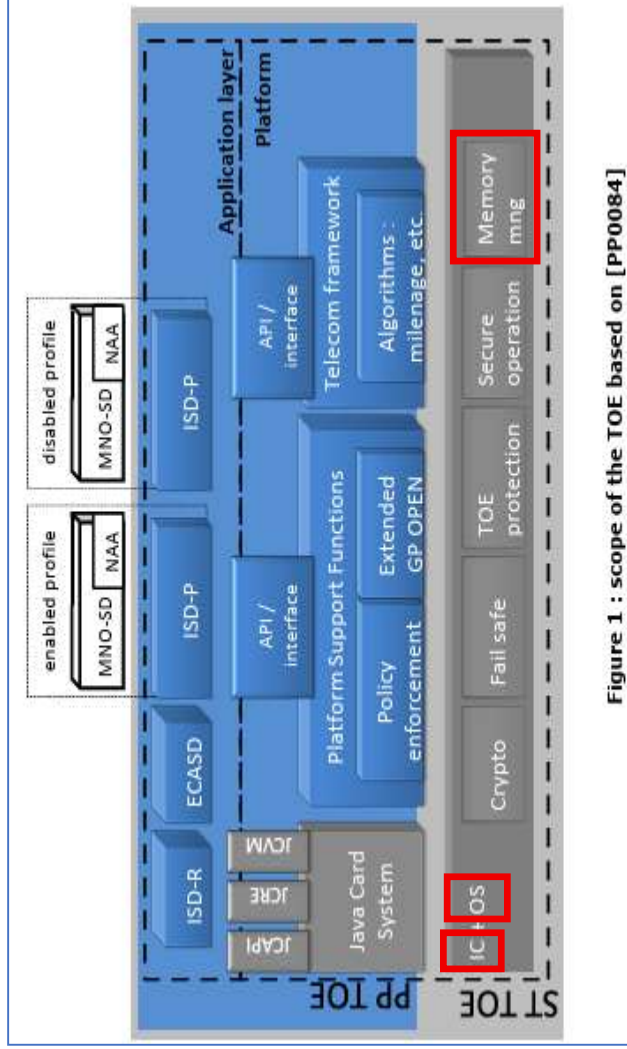 enabled profile
disabled profile
MNO-SD
NAA
MNO-SD
NAA
ISD-R
ECASD
ISD-P
ISD-P
Application layer
Platform
JCAPI
JCRE
JCVM
API /
interface
API /
interface
Java Card
System
Platform Support Functions
Policy
enforcement
Extended
GP OPEN
Telecom framework
Algorithms :
milenage, etc.
PP TOE
IC + OS
Crypto
Fail safe
TOE
protection
Secure
operation
Memory
mng
ST TOE
Figure 1 : scope of the TOE based on [PP0084]